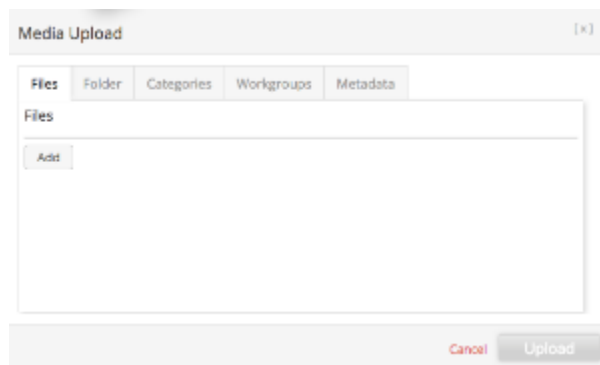 Media Upload [x]
Files Folder Categories Workgroups Metadata
Files
Add
Cancel Upload